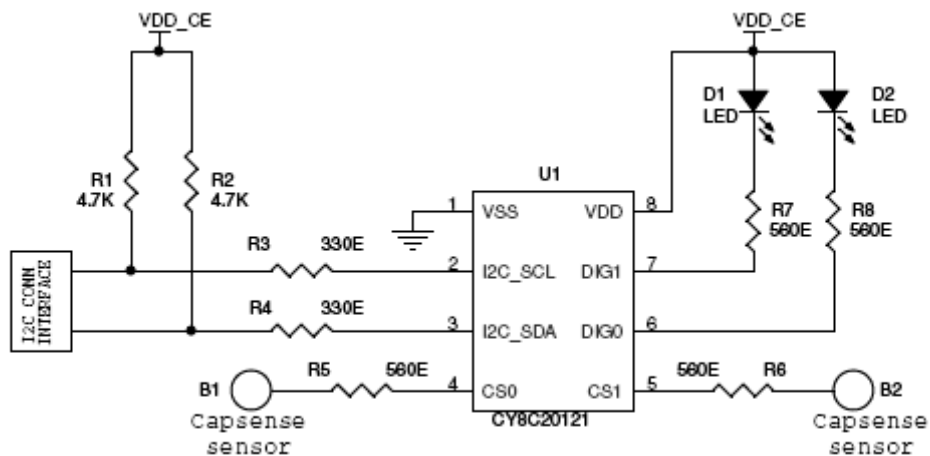 VDD_CE
VDD_CE
D1
LED
D2
LED
R1
4.7K
R2
4.7K
U1
R7
560E
R8
560E
1
VSS
VDD
8
R3
330E
2
I2C_SCL
DIG1
7
I2C CONN
INTERFACE
R4
330E
3
I2C_SDA
DIG0
6
B1
R5
560E
4
CS0
CS1
5
560E
R6
B2
CY8C20121
Capsense
sensor
Capsense
sensor